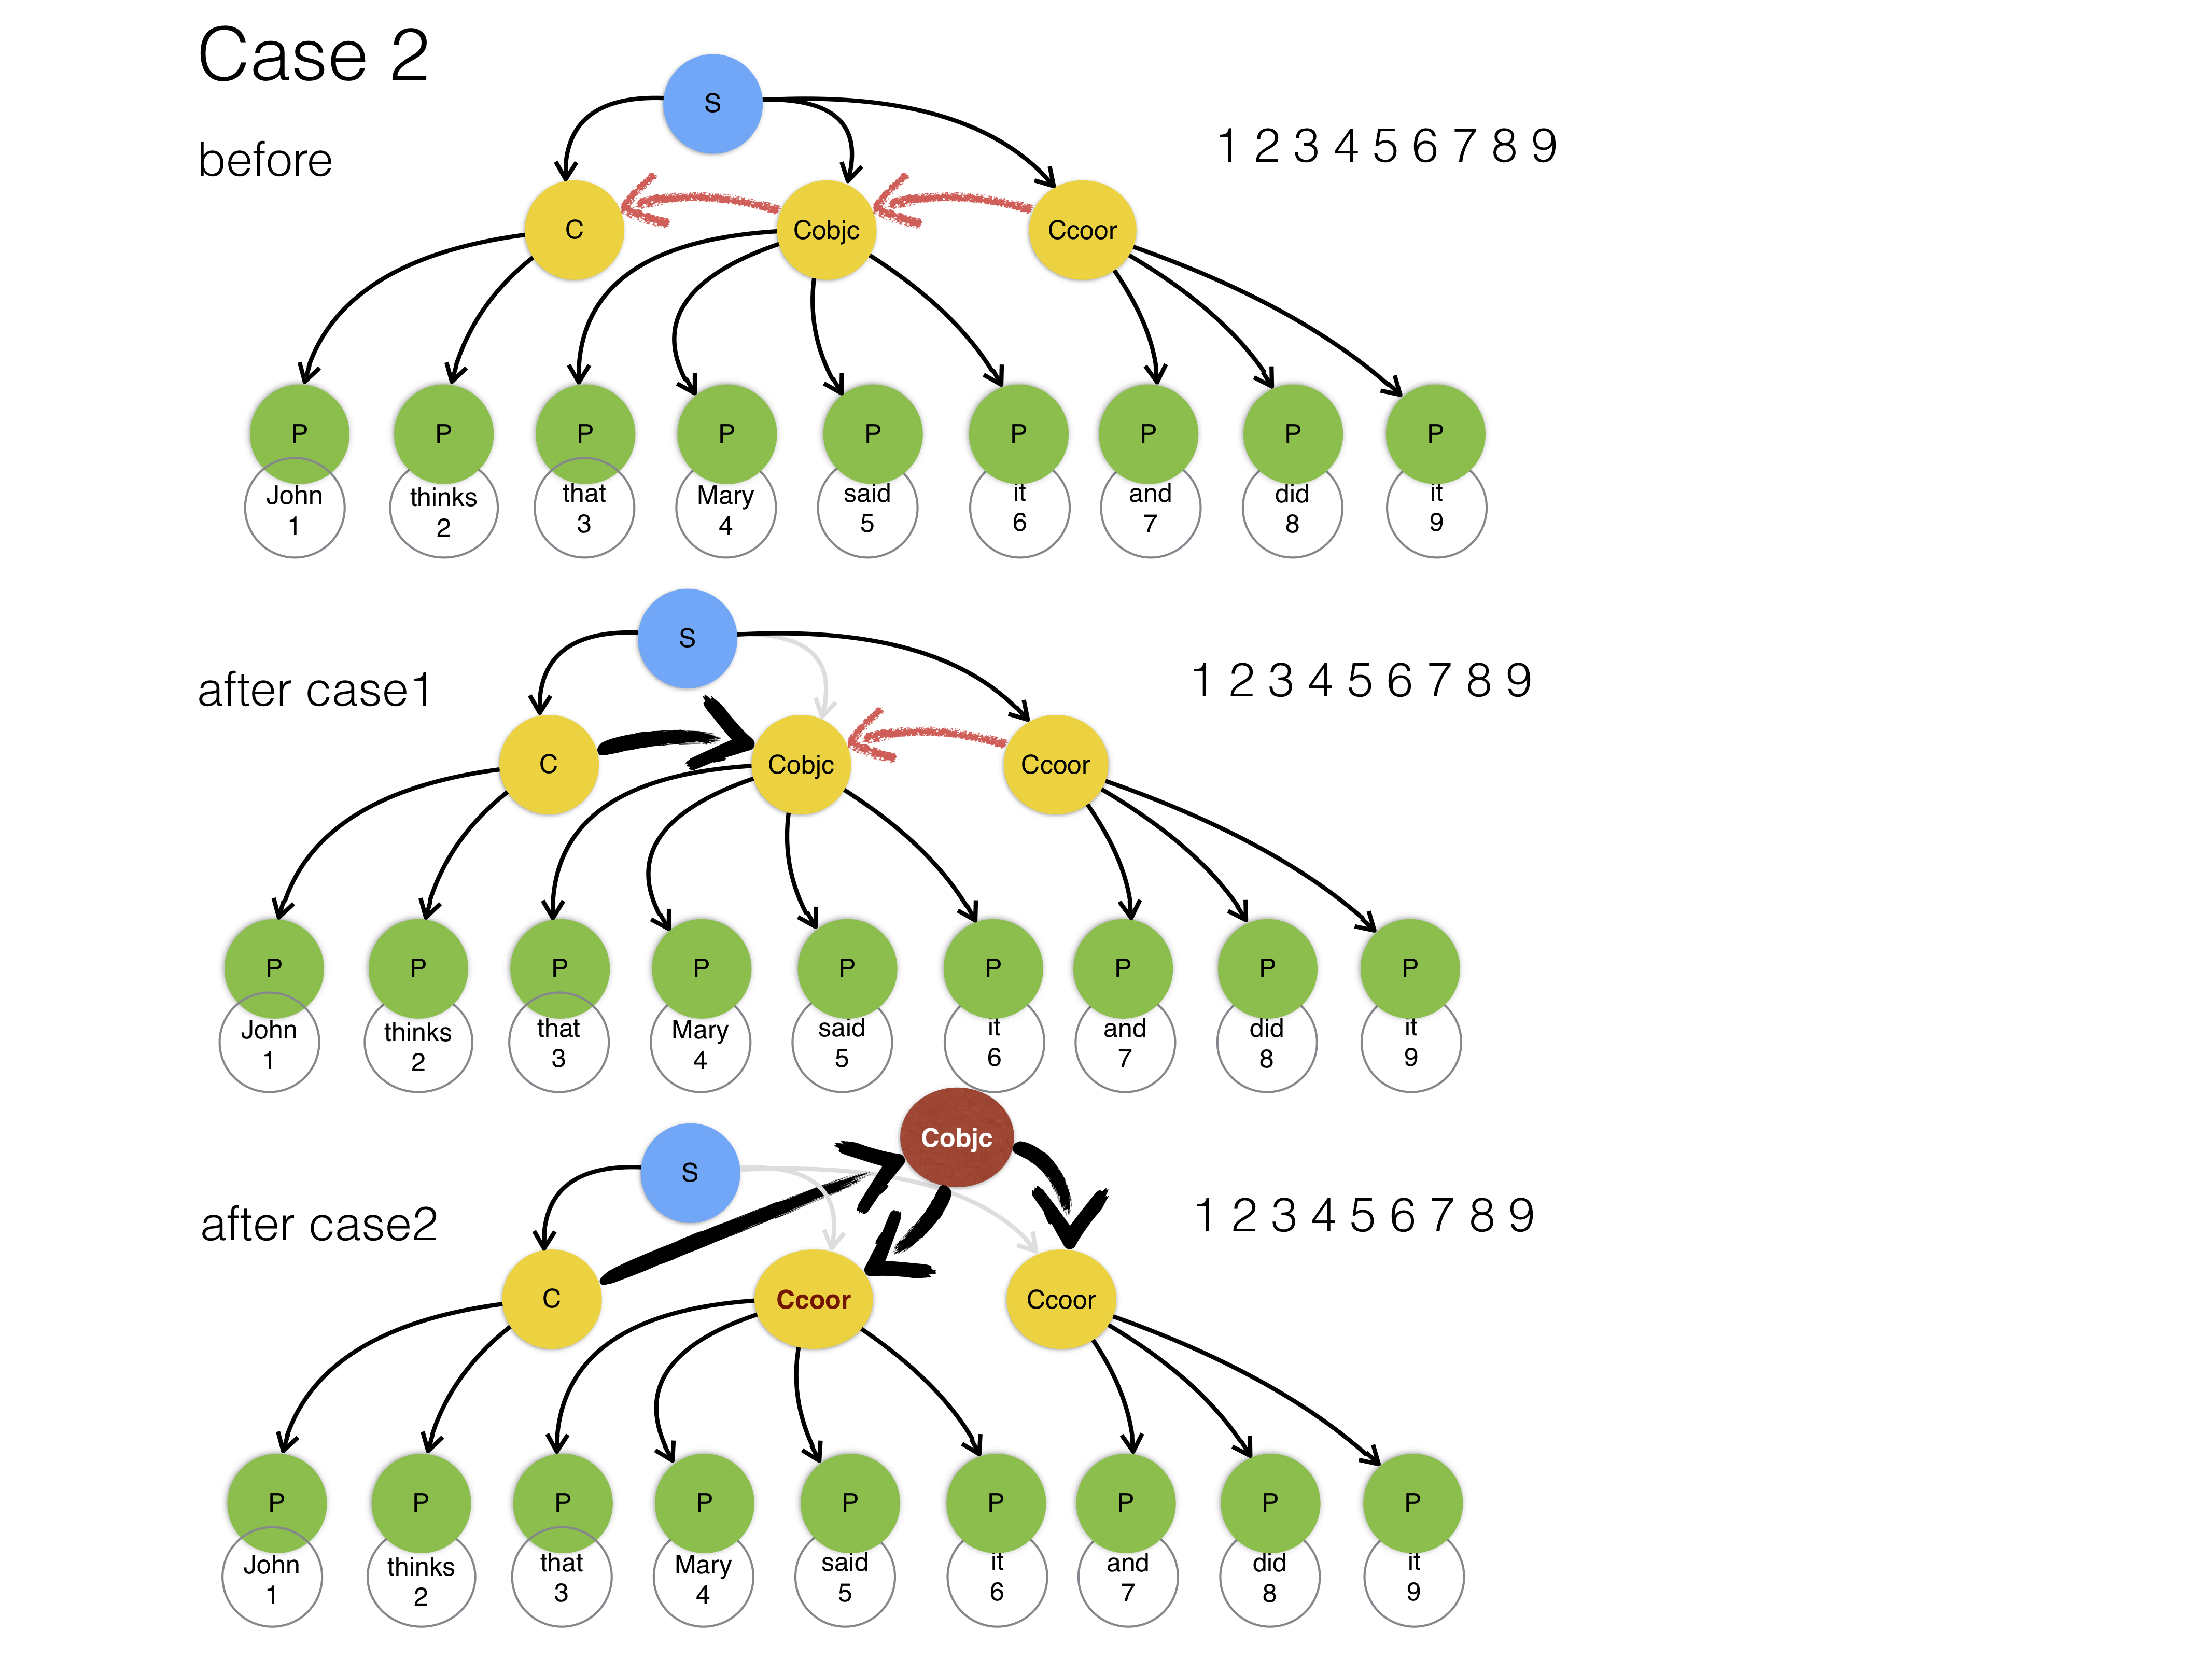 Case 2
S
before
1 2 3 4 5 6 7 8 9
C Cobjc Ccoor
P P P P P P P P P
John thinks that Mary said it and did it
1 2 3 4 5 6 7 8 9
S
after case1
1 2 3 4 5 6 7 8 9
C Cobjc Ccoor
P P P P P P P P P
John thinks that Mary said it and did it
1 2 3 4 5 6 7 8 9
Cobjc
S
after case2
1 2 3 4 5 6 7 8 9
C Ccoor Ccoor
P P P P P P P P P
John thinks that Mary said it and did it
1 2 3 4 5 6 7 8 9